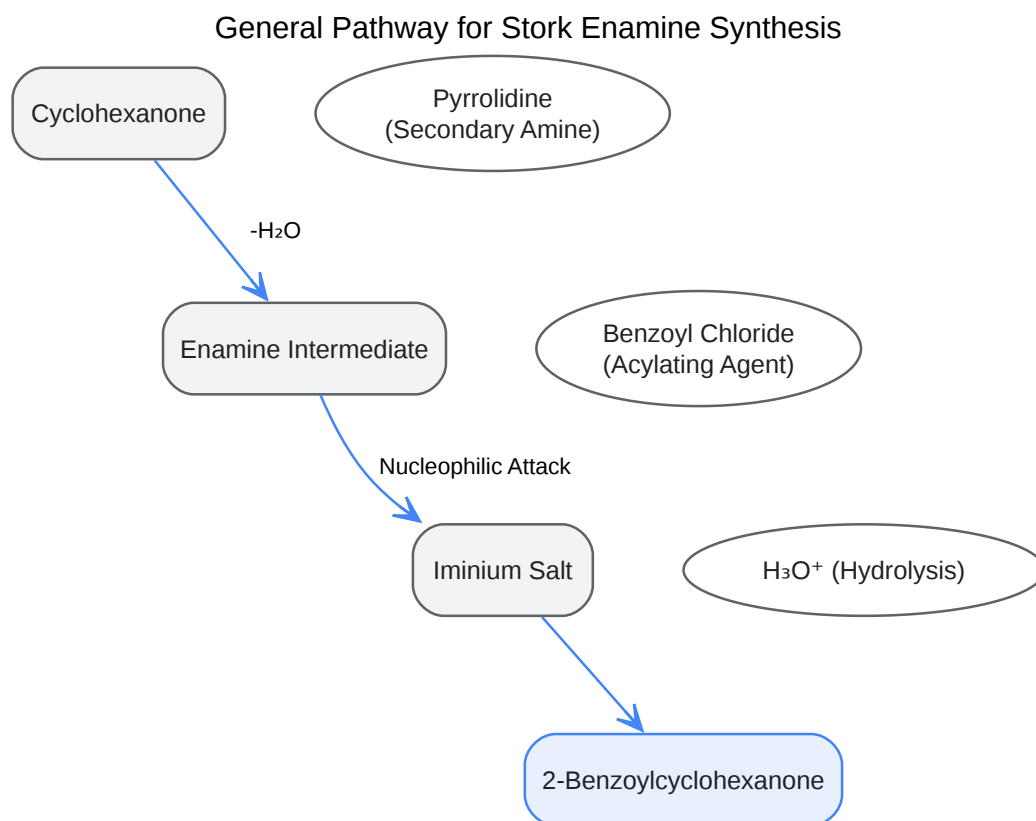 General Pathway for Stork Enamine Synthesis
Cyclohexanone
Pyrrolidine
(Secondary Amine)
-H₂O
Enamine Intermediate
Benzoyl Chloride
(Acylating Agent)
Nucleophilic Attack
Iminium Salt
H₃O⁺ (Hydrolysis)
2-Benzoylcyclohexanone